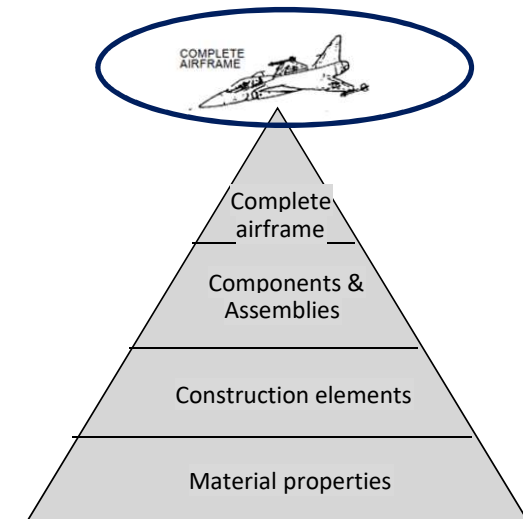 COMPLETE
AIRFRAME
Complete
airframe
Components &
Assemblies
Construction elements
Material properties